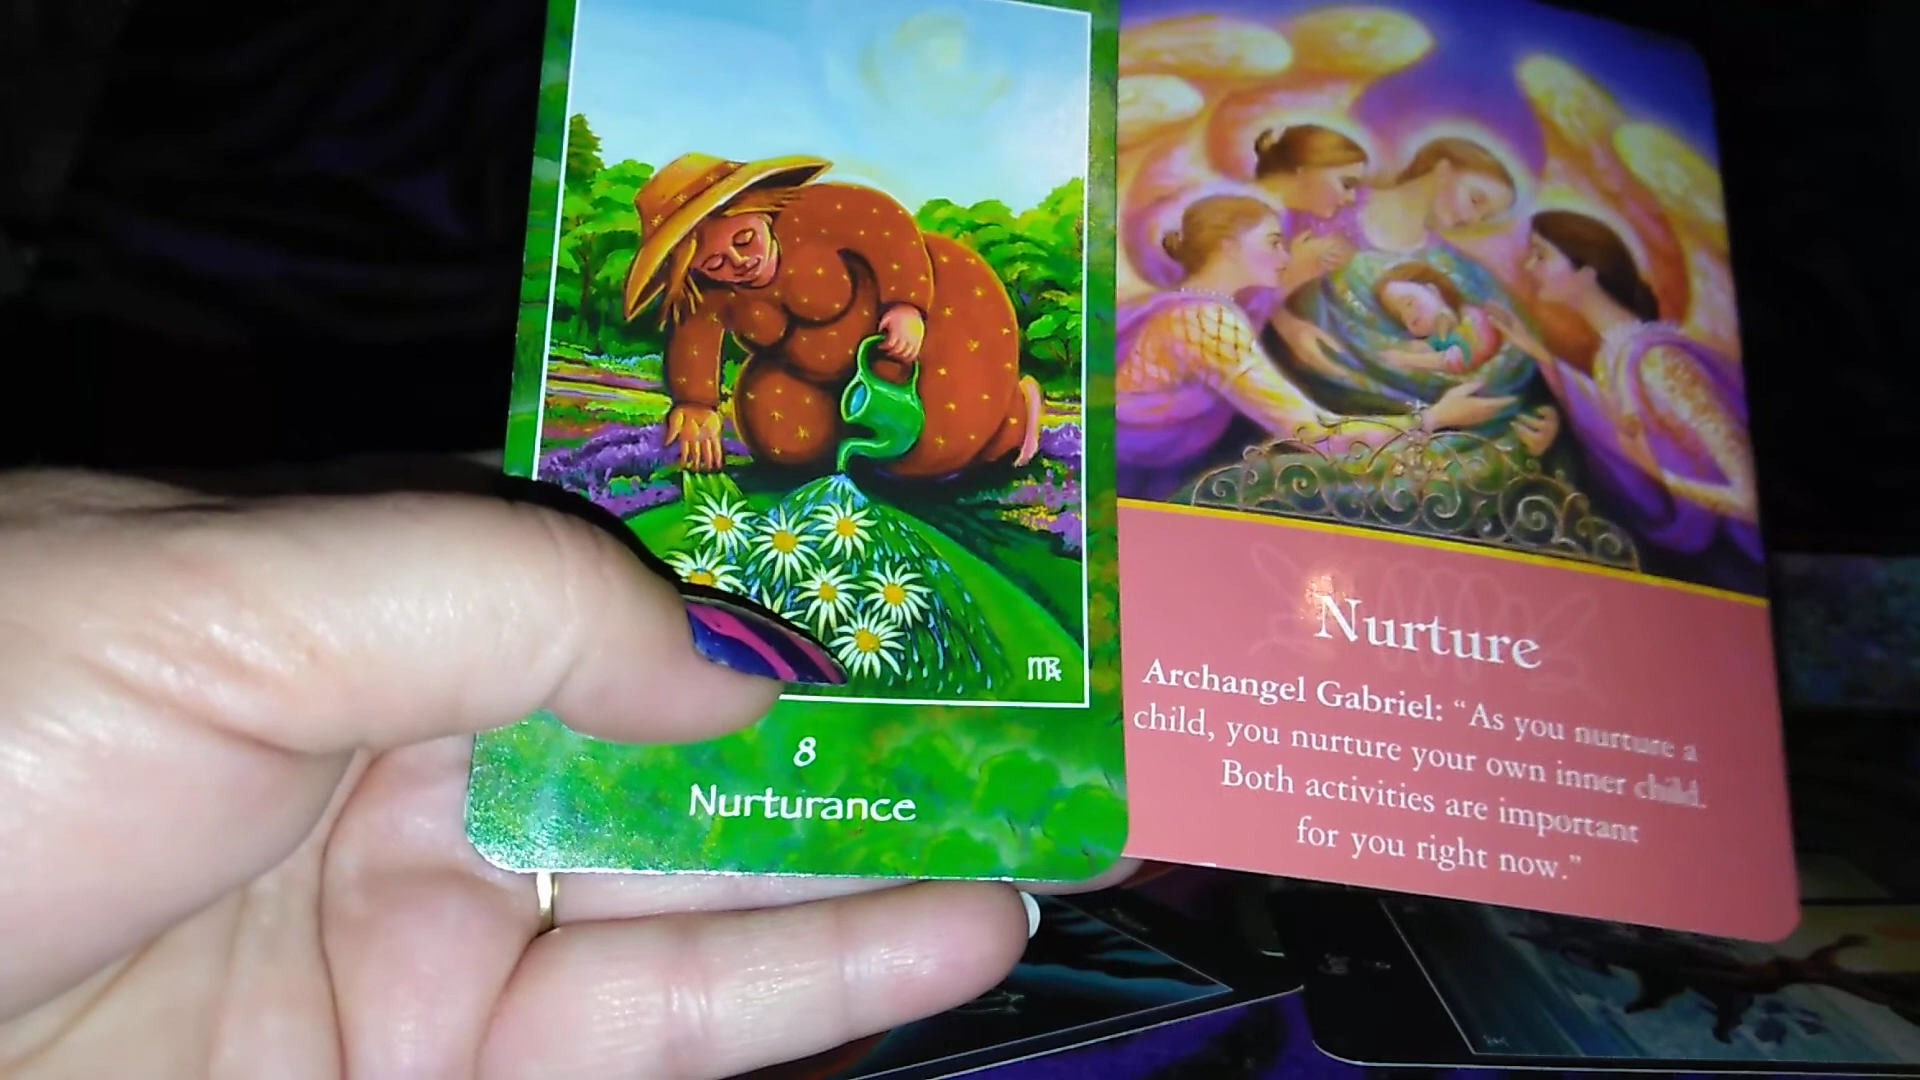 8
Nurturance
Nurture
Archangel Gabriel: “As you nurture a
child, you nurture your own inner child.
Both activities are important
for you right now.”